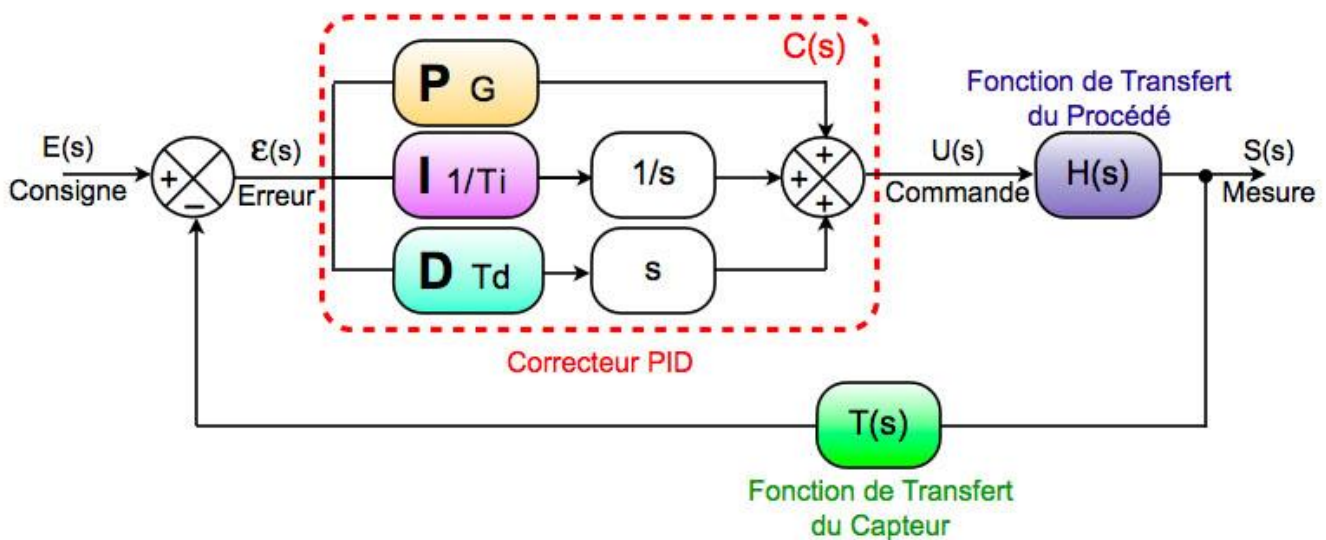 C(s)
P G
Fonction de Transfert
du Procédé
E(s)
Consigne
+
−
ε(s)
Erreur
I 1/Ti
1/s
+
+
+
U(s)
Commande
H(s)
S(s)
Mesure
D Td
s
Correcteur PID
T(s)
Fonction de Transfert
du Capteur